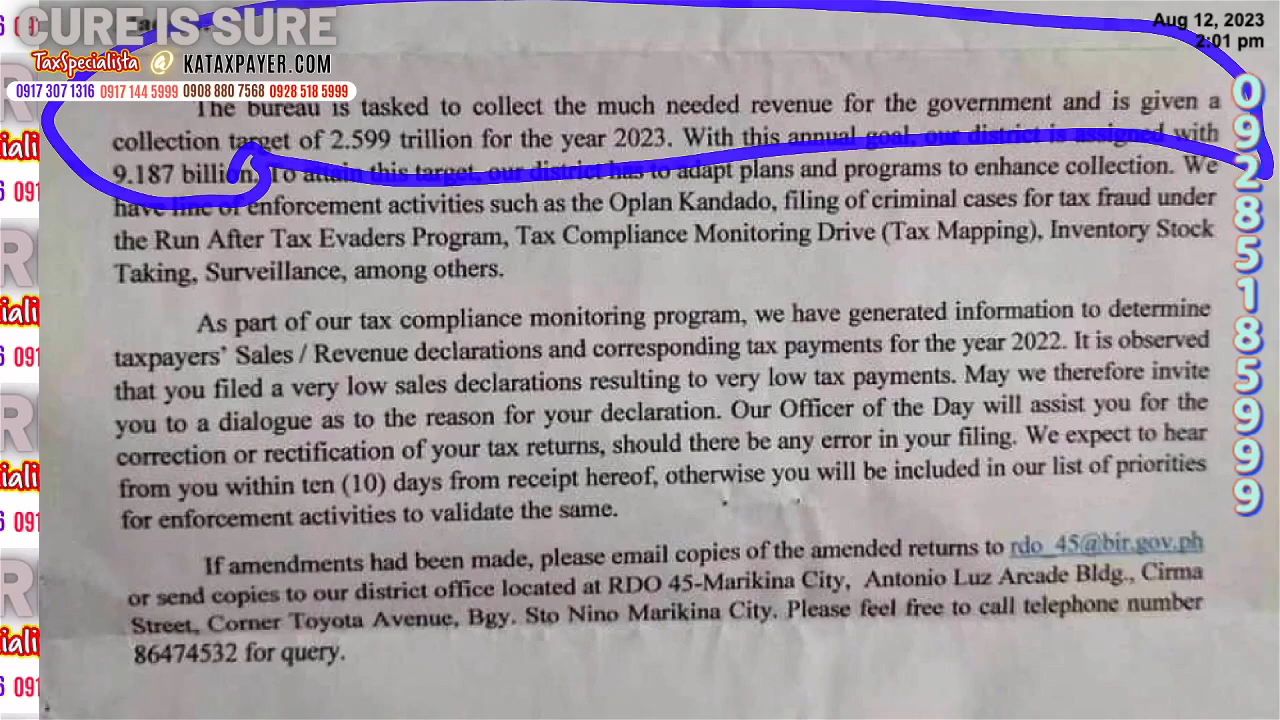 CURE IS SURE
TaxSpecialista @ KATAXPAYER.COM
0917 307 1316 0917 144 5999 0908 880 7568 0928 518 5999
Aug 12, 2023
2:01 pm
The bureau is tasked to collect the much needed revenue for the government and is given a
collection target of 2.599 trillion for the year 2023. With this annual goal, our district is assigned with
9.187 billion. To attain this target, our district has to adapt plans and programs to enhance collection. We
have line of enforcement activities such as the Oplan Kandado, filing of criminal cases for tax fraud under
the Run After Tax Evaders Program, Tax Compliance Monitoring Drive (Tax Mapping), Inventory Stock
Taking, Surveillance, among others.
As part of our tax compliance monitoring program, we have generated information to determine
taxpayers' Sales / Revenue declarations and corresponding tax payments for the year 2022. It is observed
that you filed a very low sales declarations resulting to very low tax payments. May we therefore invite
you to a dialogue as to the reason for your declaration. Our Officer of the Day will assist you for the
correction or rectification of your tax returns, should there be any error in your filing. We expect to hear
from you within ten (10) days from receipt hereof, otherwise you will be included in our list of priorities
for enforcement activities to validate the same.
If amendments had been made, please email copies of the amended returns to rdo_45@bir.gov.ph
or send copies to our district office located at RDO 45-Marikina City, Antonio Luz Arcade Bldg., Cirma
Street, Corner Toyota Avenue, Bgy. Sto Nino Marikina City. Please feel free to call telephone number
86474532 for query.
09285185999